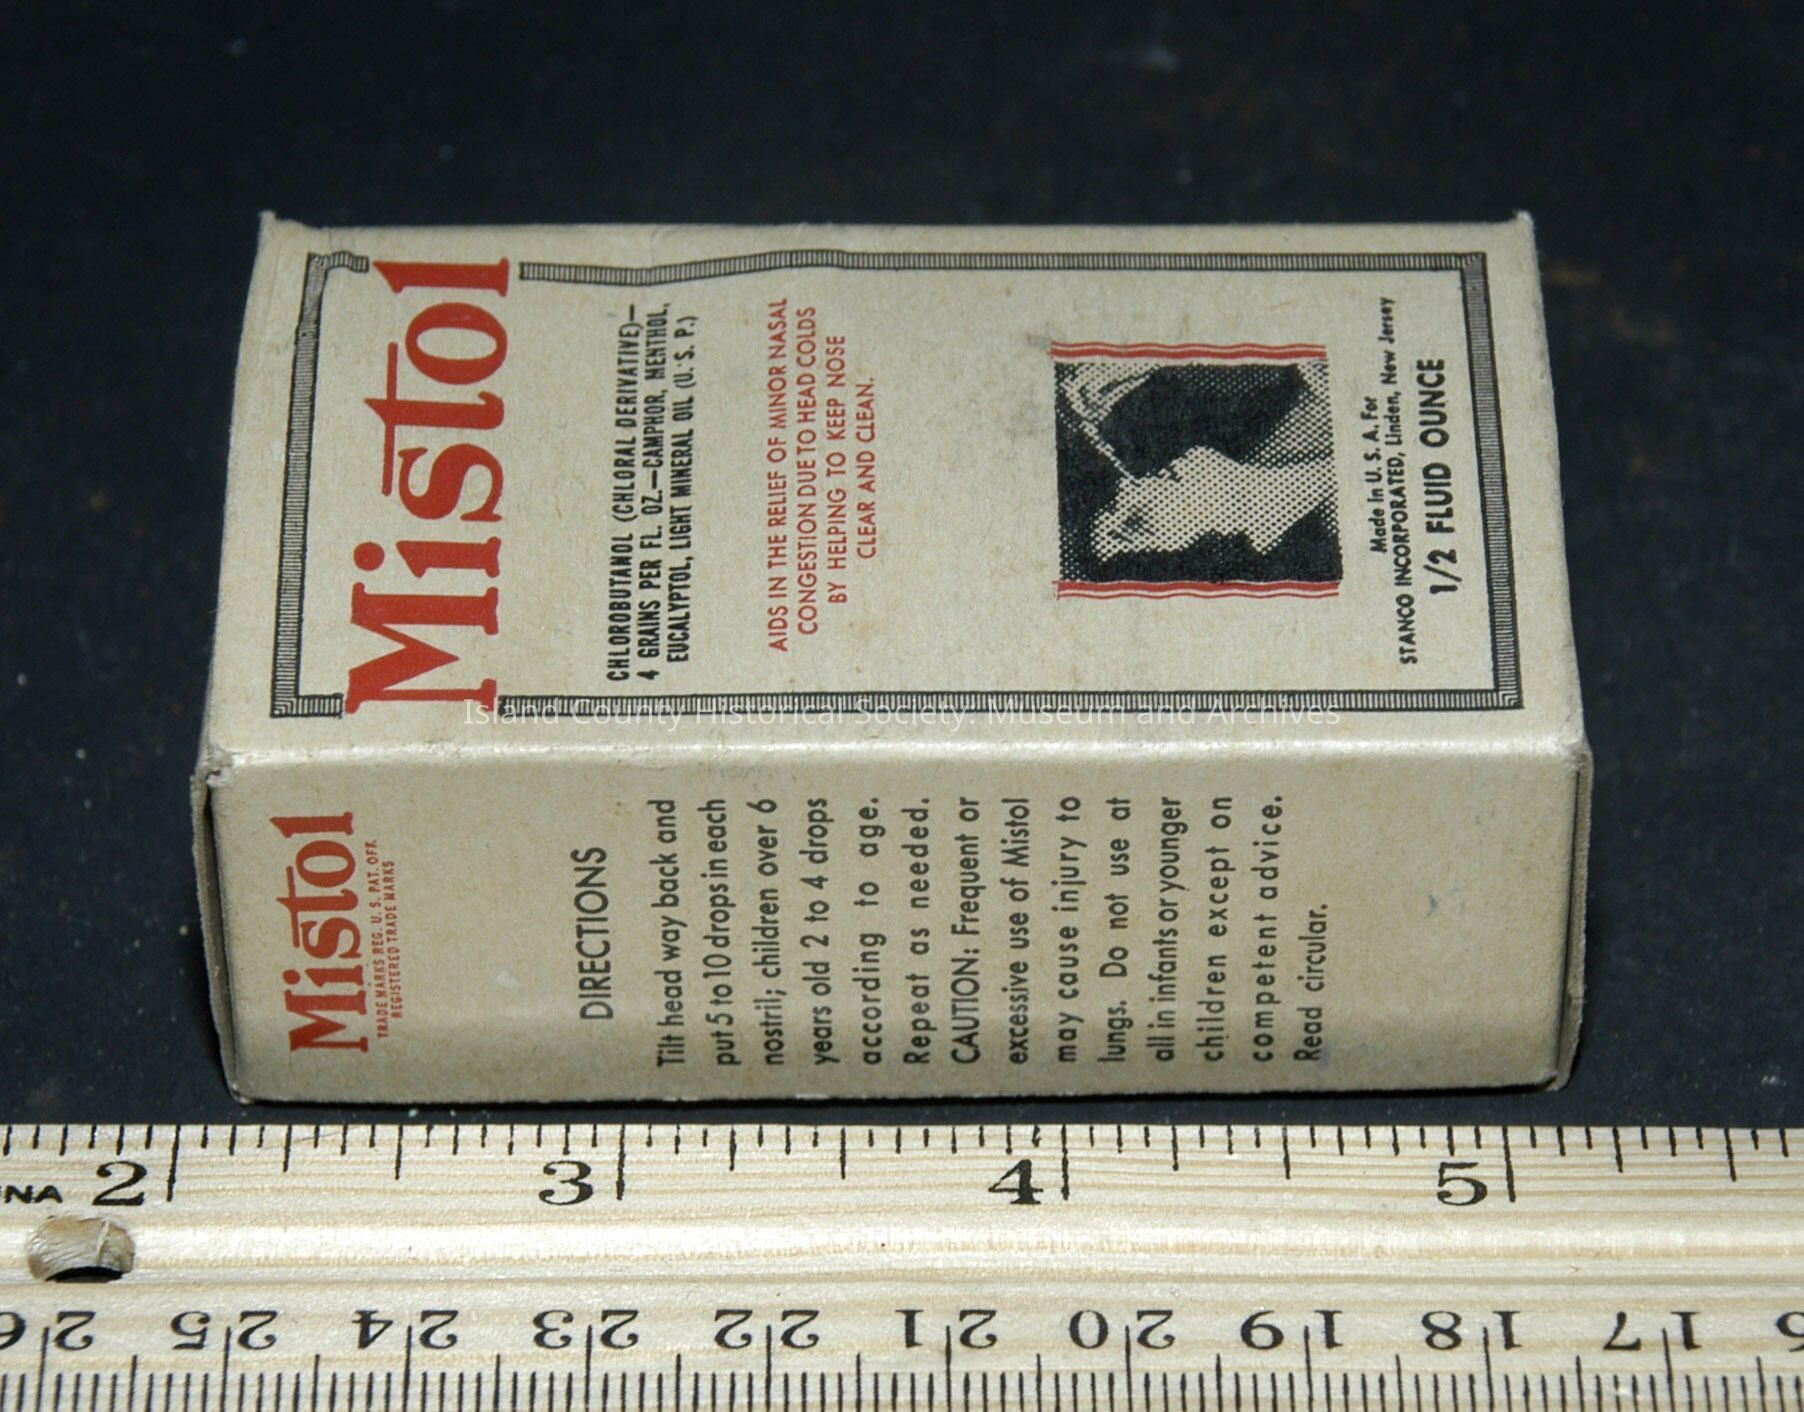 Mistol
CHLOROBUTANOL (CHLORAL DERIVATIVE)—
4 GRAINS PER FL. OZ.—CAMPHOR, MENTHOL,
EUCALYPTOL, LIGHT MINERAL OIL (U. S. P.)
AIDS IN THE RELIEF OF MINOR NASAL
CONGESTION DUE TO HEAD COLDS
BY HELPING TO KEEP NOSE
CLEAR AND CLEAN.
Made In U. S. A. For
STANCO INCORPORATED, Linden, New Jersey
1/2 FLUID OUNCE
Island County Historical Society: Museum and Archives
Mistol
TRADE MARKS REG. U. S. PAT. OFF.
REGISTERED TRADE MARKS
DIRECTIONS
Tilt head way back and
put 5 to 10 drops in each
nostril; children over 6
years old 2 to 4 drops
according to age.
Repeat as needed.
CAUTION: Frequent or
excessive use of Mistol
may cause injury to
lungs. Do not use at
all in infants or younger
children except on
competent advice.
Read circular.
2 3 4 5
26 25 24 23 22 21 20 19 18 17